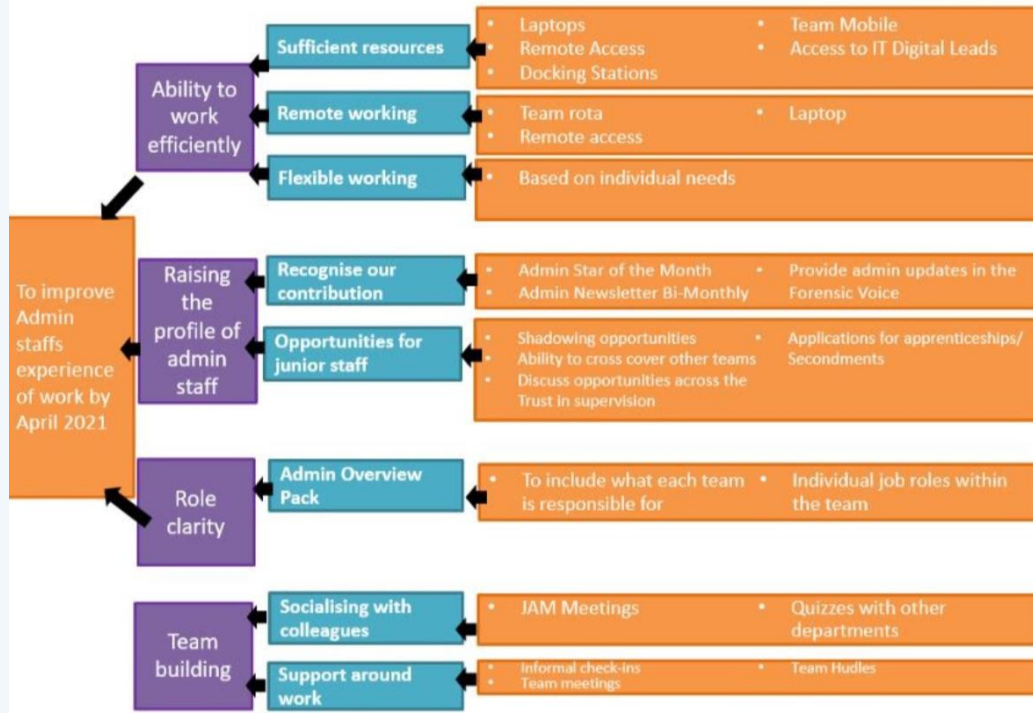 To improve
Admin
staffs
experience
of work by
April 2021
Ability to
work
efficiently
Sufficient resources
• Laptops
• Remote Access
• Docking Stations
• Team Mobile
• Access to IT Digital Leads
Remote working
• Team rota
• Remote access
• Laptop
Flexible working
• Based on individual needs
Raising
the
profile of
admin
staff
Recognise our
contribution
• Admin Star of the Month
• Admin Newsletter Bi-Monthly
• Provide admin updates in the
Forensic Voice
Opportunities for
junior staff
• Shadowing opportunities
• Ability to cross cover other teams
• Discuss opportunities across the
Trust in supervision
• Applications for apprenticeships/
Secondments
Role
clarity
Admin Overview
Pack
• To include what each team
is responsible for
• Individual job roles within
the team
Team
building
Socialising with
colleagues
• JAM Meetings
• Quizzes with other
departments
Support around
work
• Informal check-ins
• Team meetings
• Team Hudles